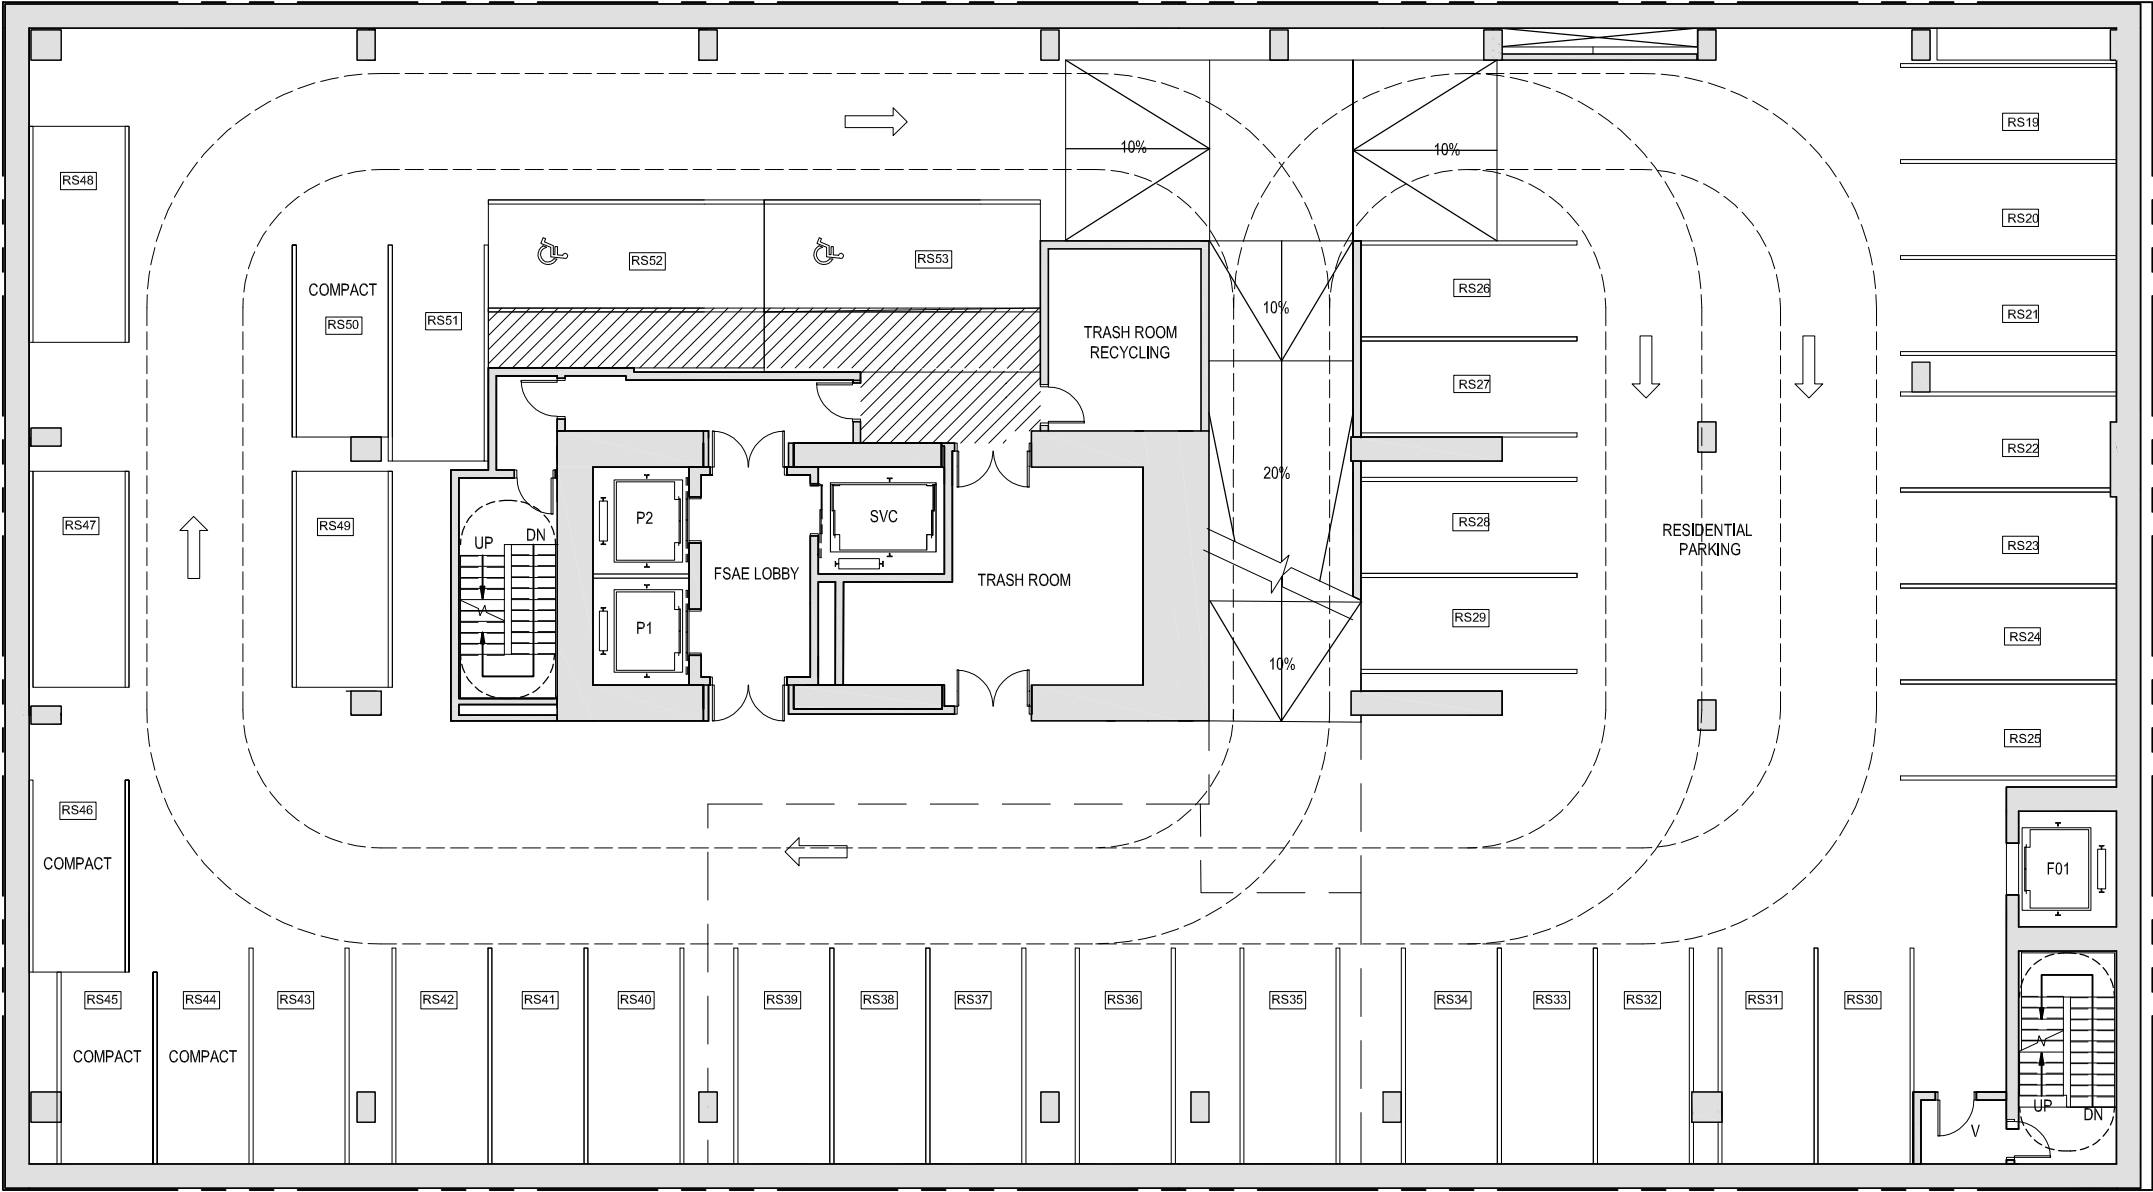 RS19
10%
10%
RS48
RS20
RS52
RS53
COMPACT
RS50
RS51
RS26
10%
RS21
TRASH ROOM
RECYCLING
RS27
RS22
20%
RS47
RS49
P2
SVC
RS28
UP
DN
RESIDENTIAL
PARKING
RS23
FSAE LOBBY
TRASH ROOM
P1
RS29
RS24
10%
RS25
RS46
COMPACT
F01
RS45
RS44
RS43
RS42
RS41
RS40
RS39
RS38
RS37
RS36
RS35
RS34
RS33
RS32
RS31
RS30
COMPACT
COMPACT
UP
DN
V